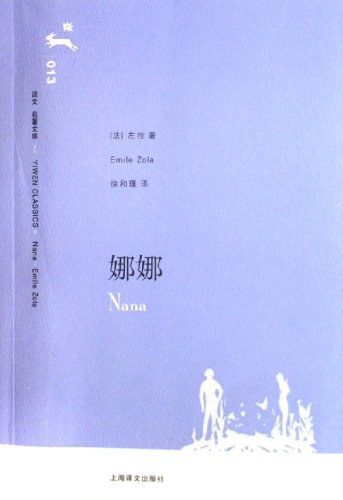 013
译文 名著文库
YIWEN CLASSICS
Nana Emile Zola
〔法〕左拉 著
Emile Zola
徐和瑾 译
娜娜
Nana
上海译文出版社